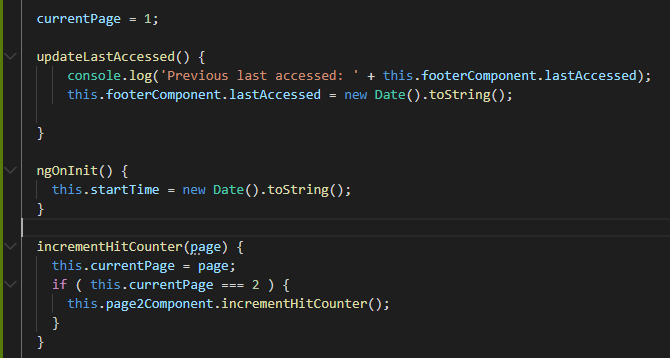 currentPage = 1;
updateLastAccessed() {
console.log('Previous last accessed: ' + this.footerComponent.lastAccessed);
this.footerComponent.lastAccessed = new Date().toString();
}
ngOnInit() {
this.startTime = new Date().toString();
}
incrementHitCounter(page) {
this.currentPage = page;
if ( this.currentPage === 2 ) {
this.page2Component.incrementHitCounter();
}
}